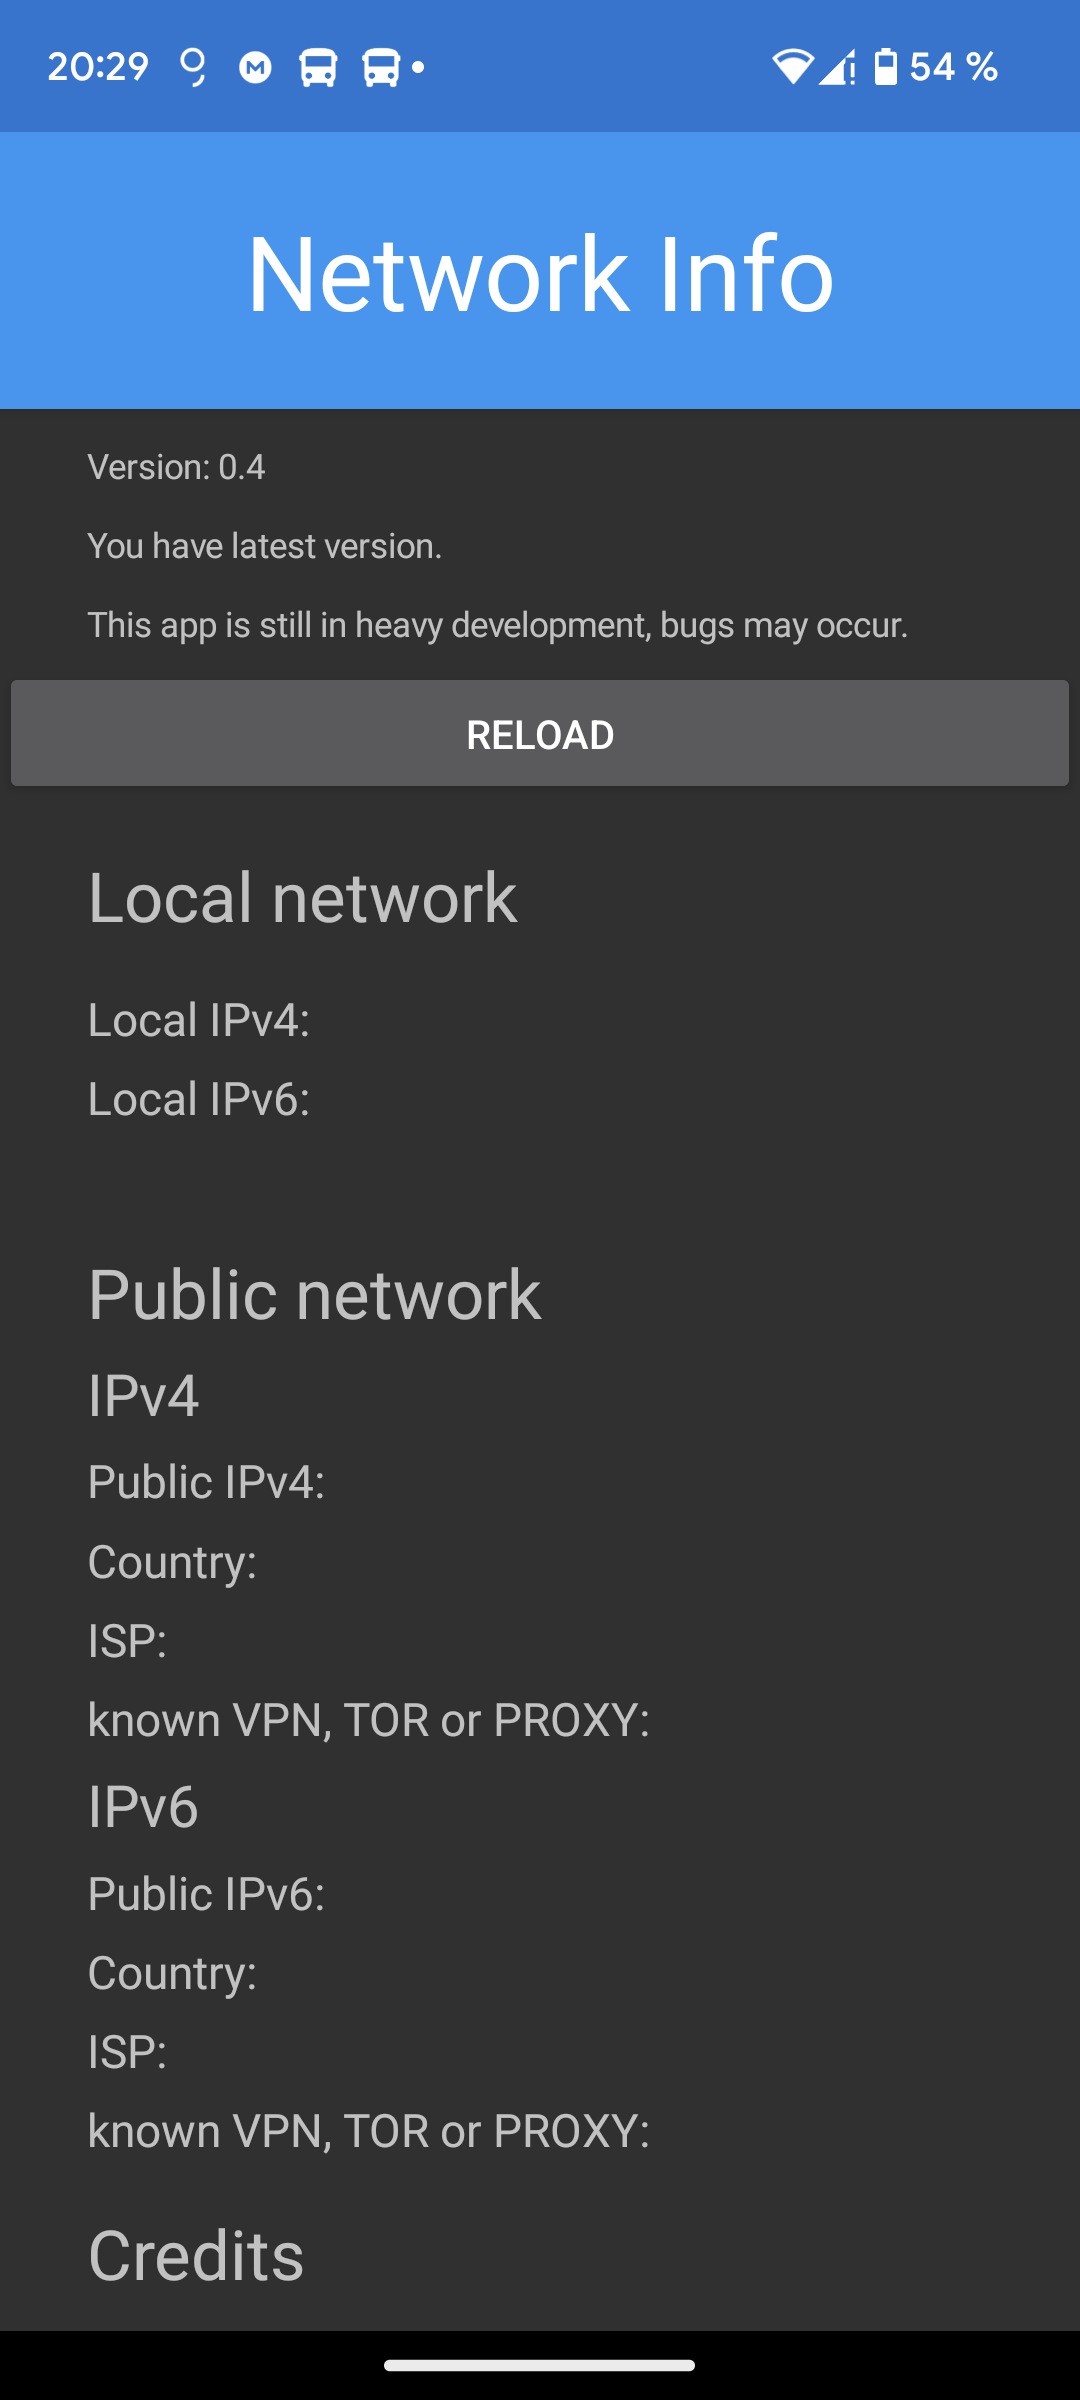 20:29
54 %
Network Info
Version: 0.4
You have latest version.
This app is still in heavy development, bugs may occur.
RELOAD
Local network
Local IPv4:
Local IPv6:
Public network
IPv4
Public IPv4:
Country:
ISP:
known VPN, TOR or PROXY:
IPv6
Public IPv6:
Country:
ISP:
known VPN, TOR or PROXY:
Credits